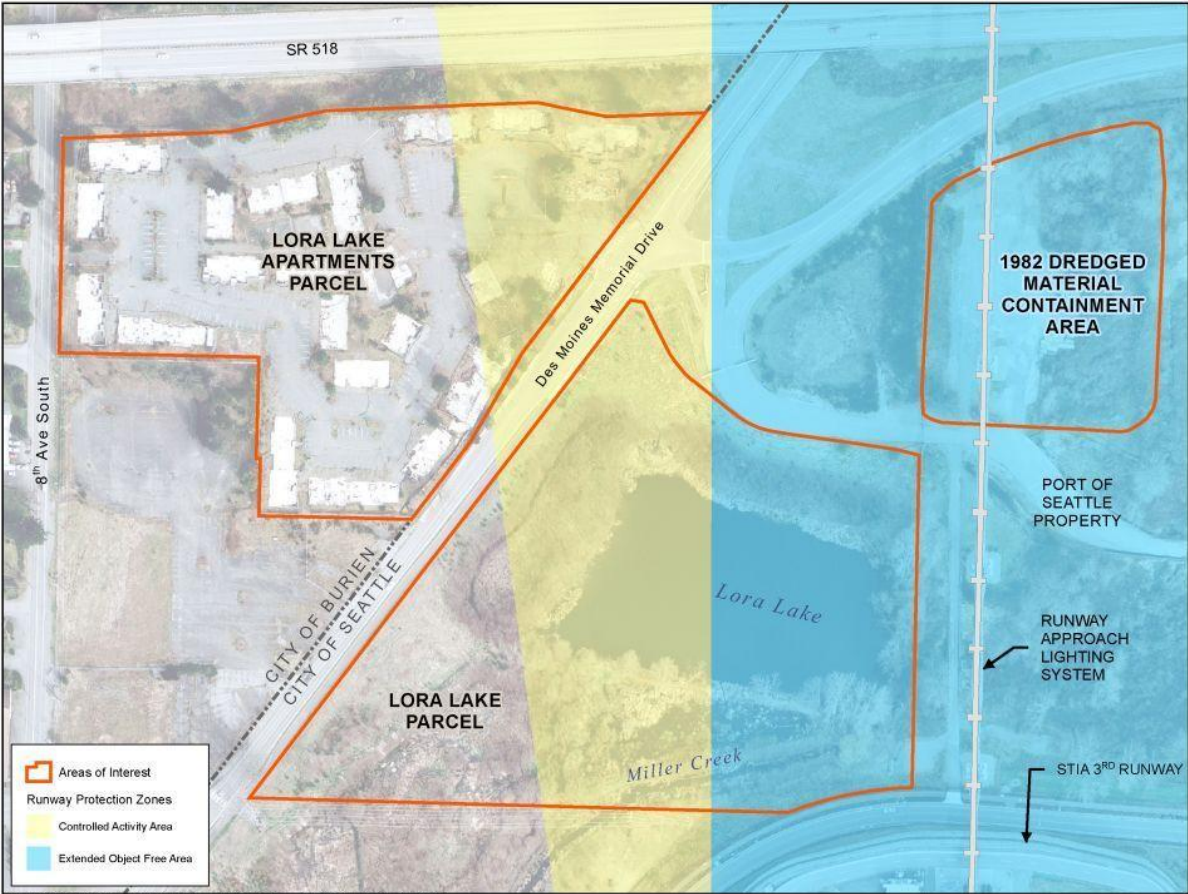 SR 518
LORA LAKE
APARTMENTS
PARCEL
8th Ave South
Des Moines Memorial Drive
1982 DREDGED
MATERIAL
CONTAINMENT
AREA
PORT OF
SEATTLE
PROPERTY
CITY OF BURIEN
CITY OF SEATTLE
Lora Lake
RUNWAY
APPROACH
LIGHTING
SYSTEM
LORA LAKE
PARCEL
Miller Creek
STIA 3RD RUNWAY
Areas of Interest
Runway Protection Zones
Controlled Activity Area
Extended Object Free Area